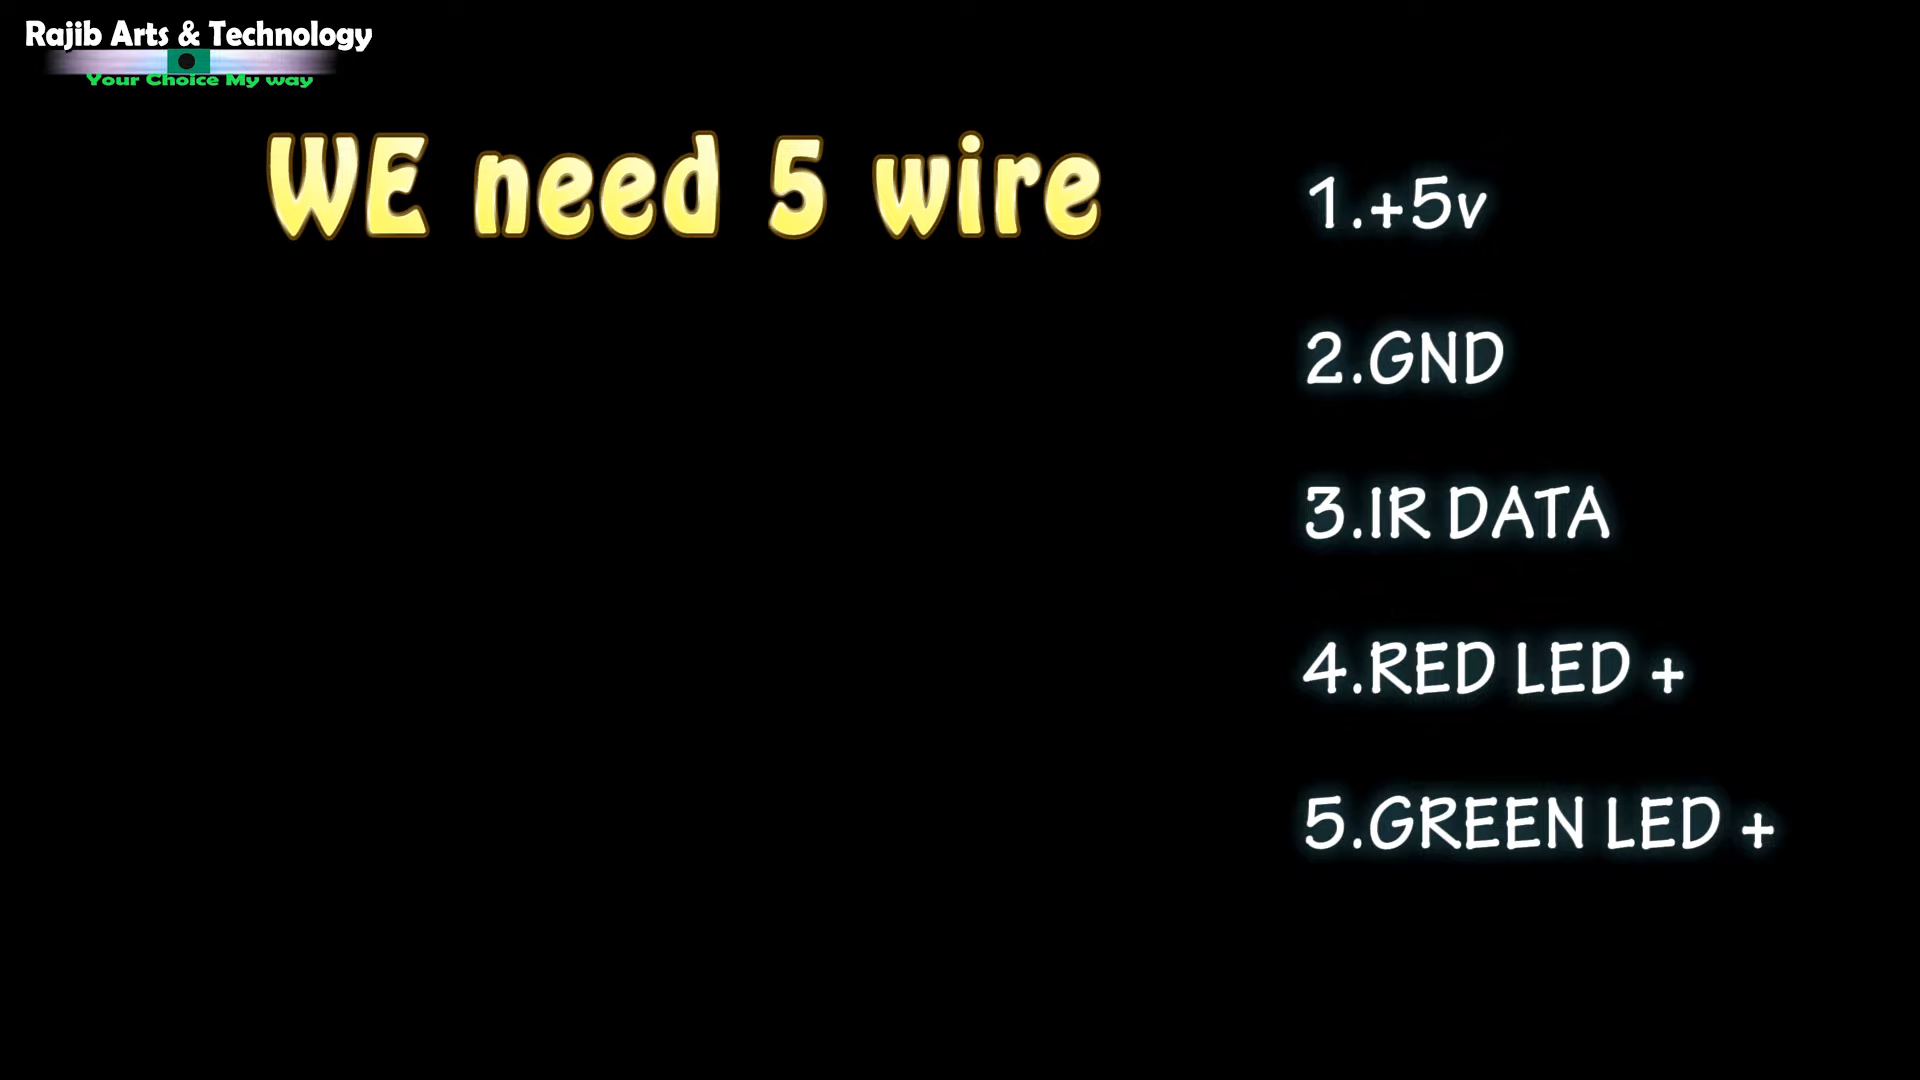 Rajib Arts & Technology
Your Choice My way
WE need 5 wire
1.+5v
2.GND
3.IR DATA
4.RED LED +
5.GREEN LED +